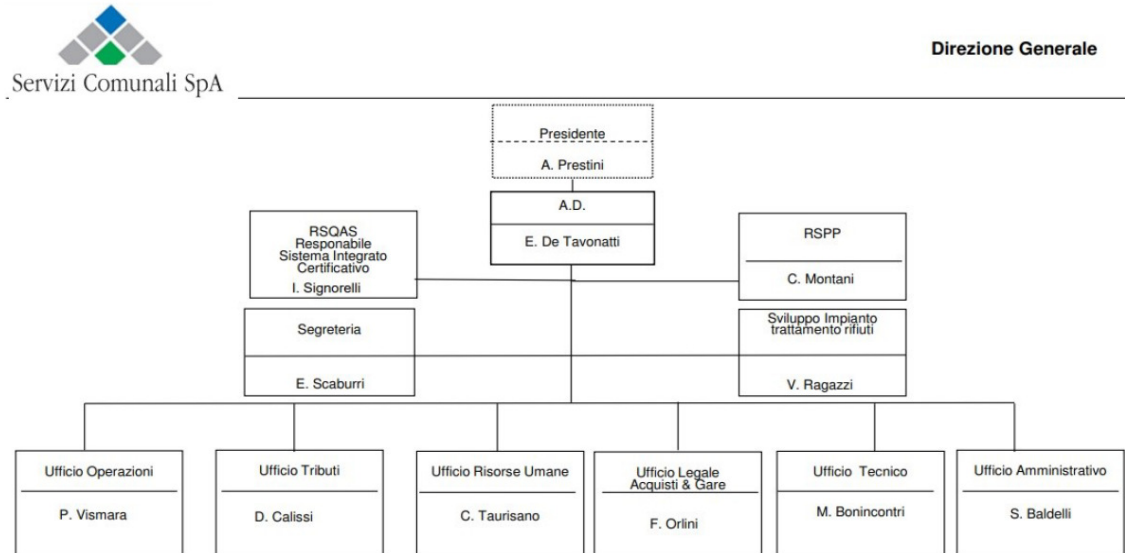 Servizi Comunali SpA
Direzione Generale
Presidente
A. Prestini
A.D.
E. De Tavonatti
RSQAS
Responabile
Sistema Integrato
Certificativo
I. Signorelli
RSPP
C. Montani
Segreteria
E. Scaburri
Sviluppo Impianto
trattamento rifiuti
V. Ragazzi
Ufficio Operazioni
P. Vismara
Ufficio Tributi
D. Calissi
Ufficio Risorse Umane
C. Taurisano
Ufficio Legale
Acquisti & Gare
F. Orlini
Ufficio Tecnico
M. Bonincontri
Ufficio Amministrativo
S. Baldelli